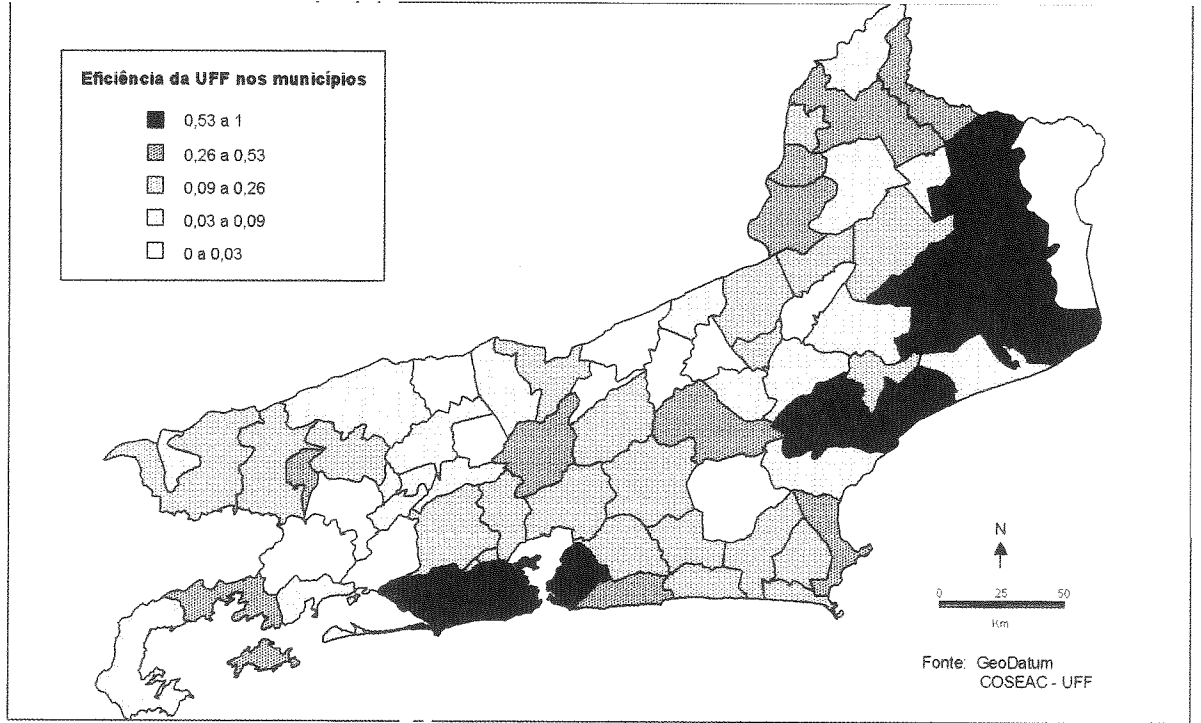 Eficiência da UFF nos municípios
0,53 a 1
0,26 a 0,53
0,09 a 0,26
0,03 a 0,09
0 a 0,03
N
0 25 50
Km
Fonte: GeoDatum
COSEAC - UFF